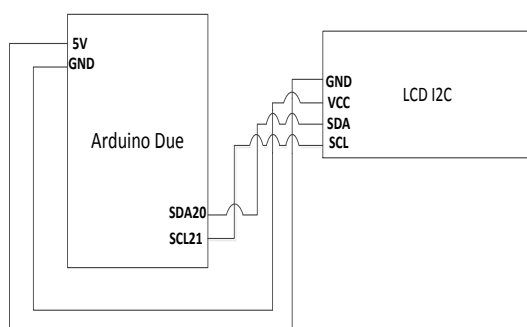 5V
GND
Arduino Due
SDA20
SCL21
GND
VCC
SDA
SCL
LCD I2C